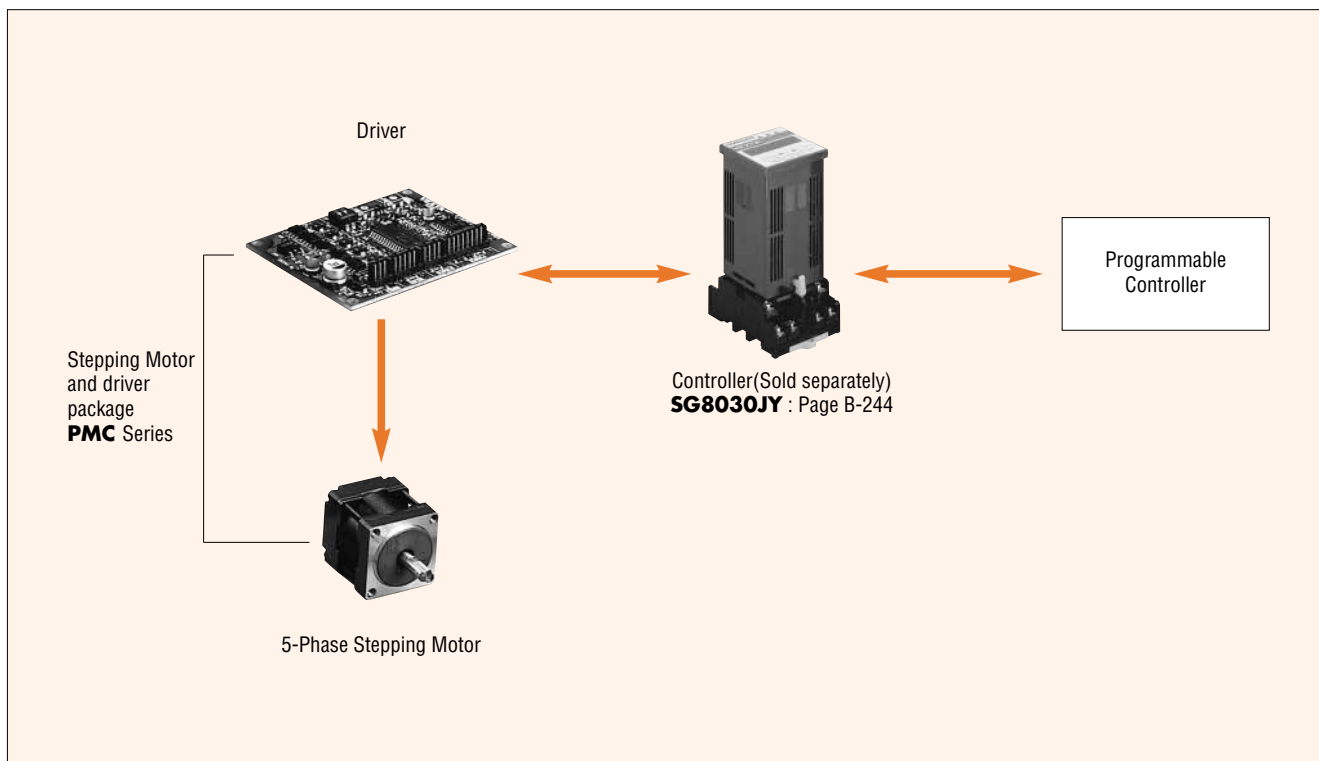 Driver
Programmable
Controller
Stepping Motor
and driver
package
PMC Series
Controller(Sold separately)
SG8030JY : Page B-244
5-Phase Stepping Motor